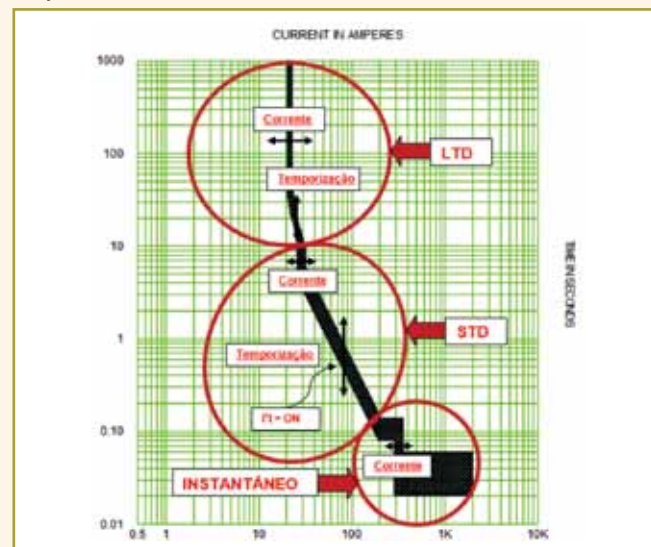 CURRENT IN AMPERES
1000
Corrente
100
LTD
Temporização
10
Corrente
TIME IN SECONDS
1
STD
Temporização
I²t = ON
0.10
Corrente
INSTANTÂNEO
0.01
0.5 1 10 100 1K 10K